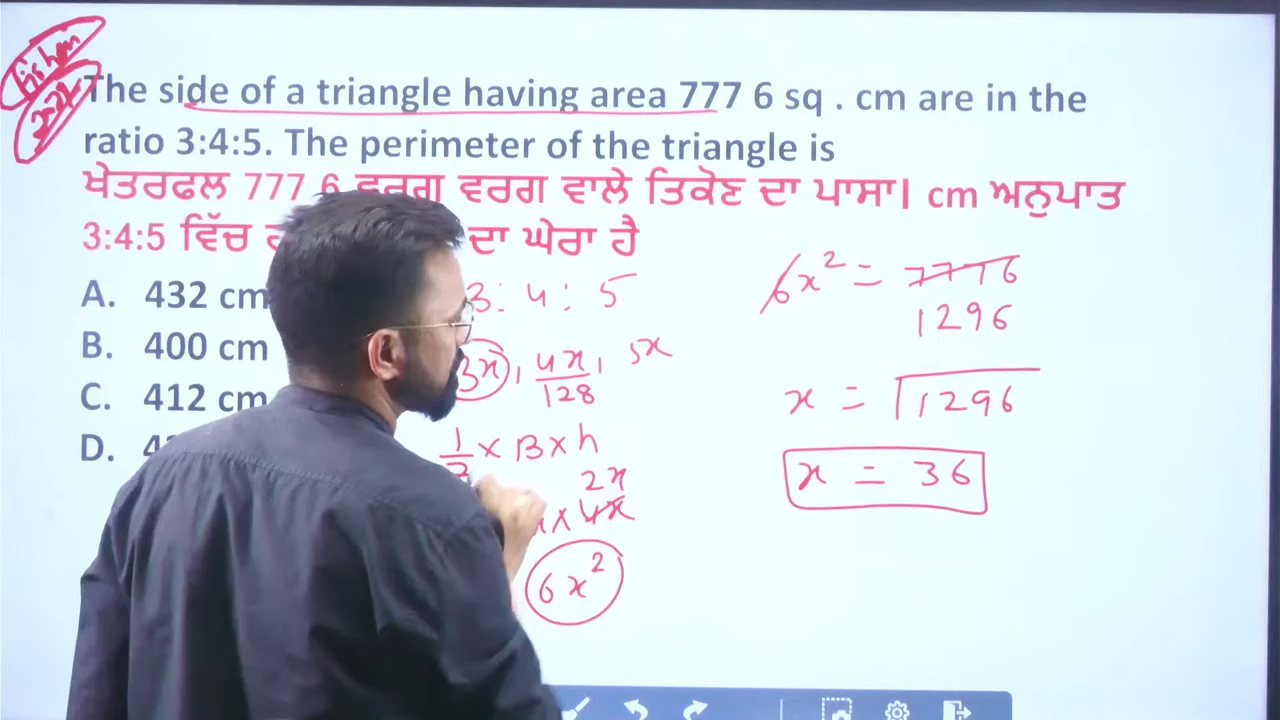 The side of a triangle having area 777 6 sq . cm are in the
ratio 3:4:5. The perimeter of the triangle is
ਖੇਤਰਫਲ 777 6 ਵਰਗ ਵਰਗ ਵਾਲੇ ਤਿਕੋਣ ਦਾ ਪਾਸਾ। cm ਅਨੁਪਾਤ
3:4:5 ਵਿੱਚ ਦਾ ਘੇਰਾ ਹੈ
A. 432 cm
B. 400 cm
C. 412 cm
D.
3 : 4 : 5
3x, 4x, 5x
128
1/2 × B × h
2x
x × 4x
6x²
6x² = 7776
1296
x = √1296
x = 36